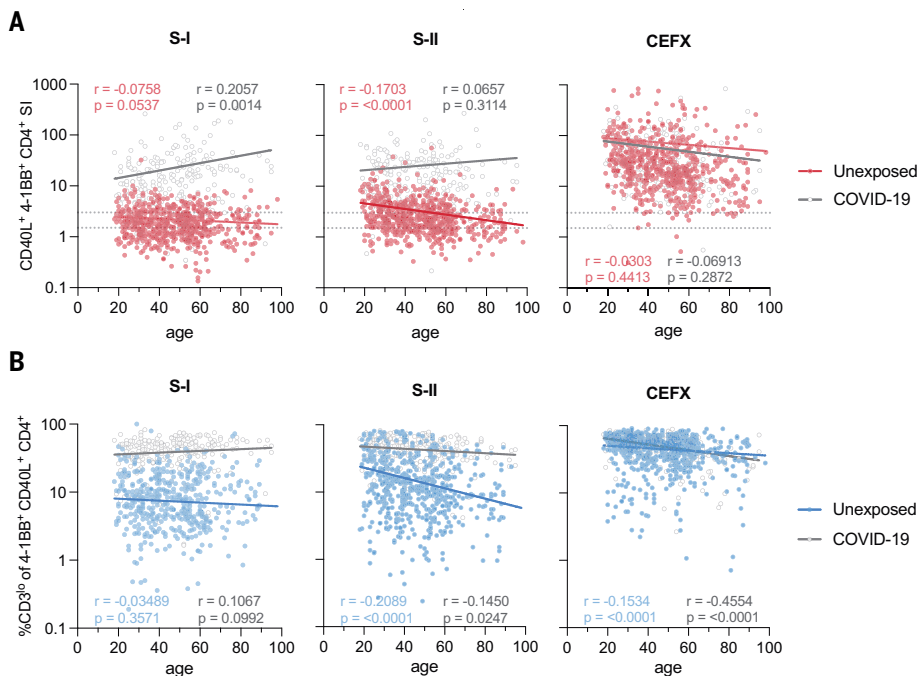 A
S-I
S-II
CEFX
CD40L⁺ 4-1BB⁺ CD4⁺ SI
1000
100
10
1
0.1
r = -0.0758
p = 0.0537
r = 0.2057
p = 0.0014
r = -0.1703
p = <0.0001
r = 0.0657
p = 0.3114
r = -0.0303
p = 0.4413
r = -0.06913
p = 0.2872
Unexposed
COVID-19
0 20 40 60 80 100
0 20 40 60 80 100
0 20 40 60 80 100
age
age
age
B
S-I
S-II
CEFX
%CD3ˡᵒ of 4-1BB⁺ CD40L⁺ CD4⁺
100
10
1
0.1
r = -0.03489
p = 0.3571
r = 0.1067
p = 0.0992
r = -0.2089
p = <0.0001
r = -0.1450
p = 0.0247
r = -0.1534
p = <0.0001
r = -0.4554
p = <0.0001
Unexposed
COVID-19
0 20 40 60 80 100
0 20 40 60 80 100
0 20 40 60 80 100
age
age
age